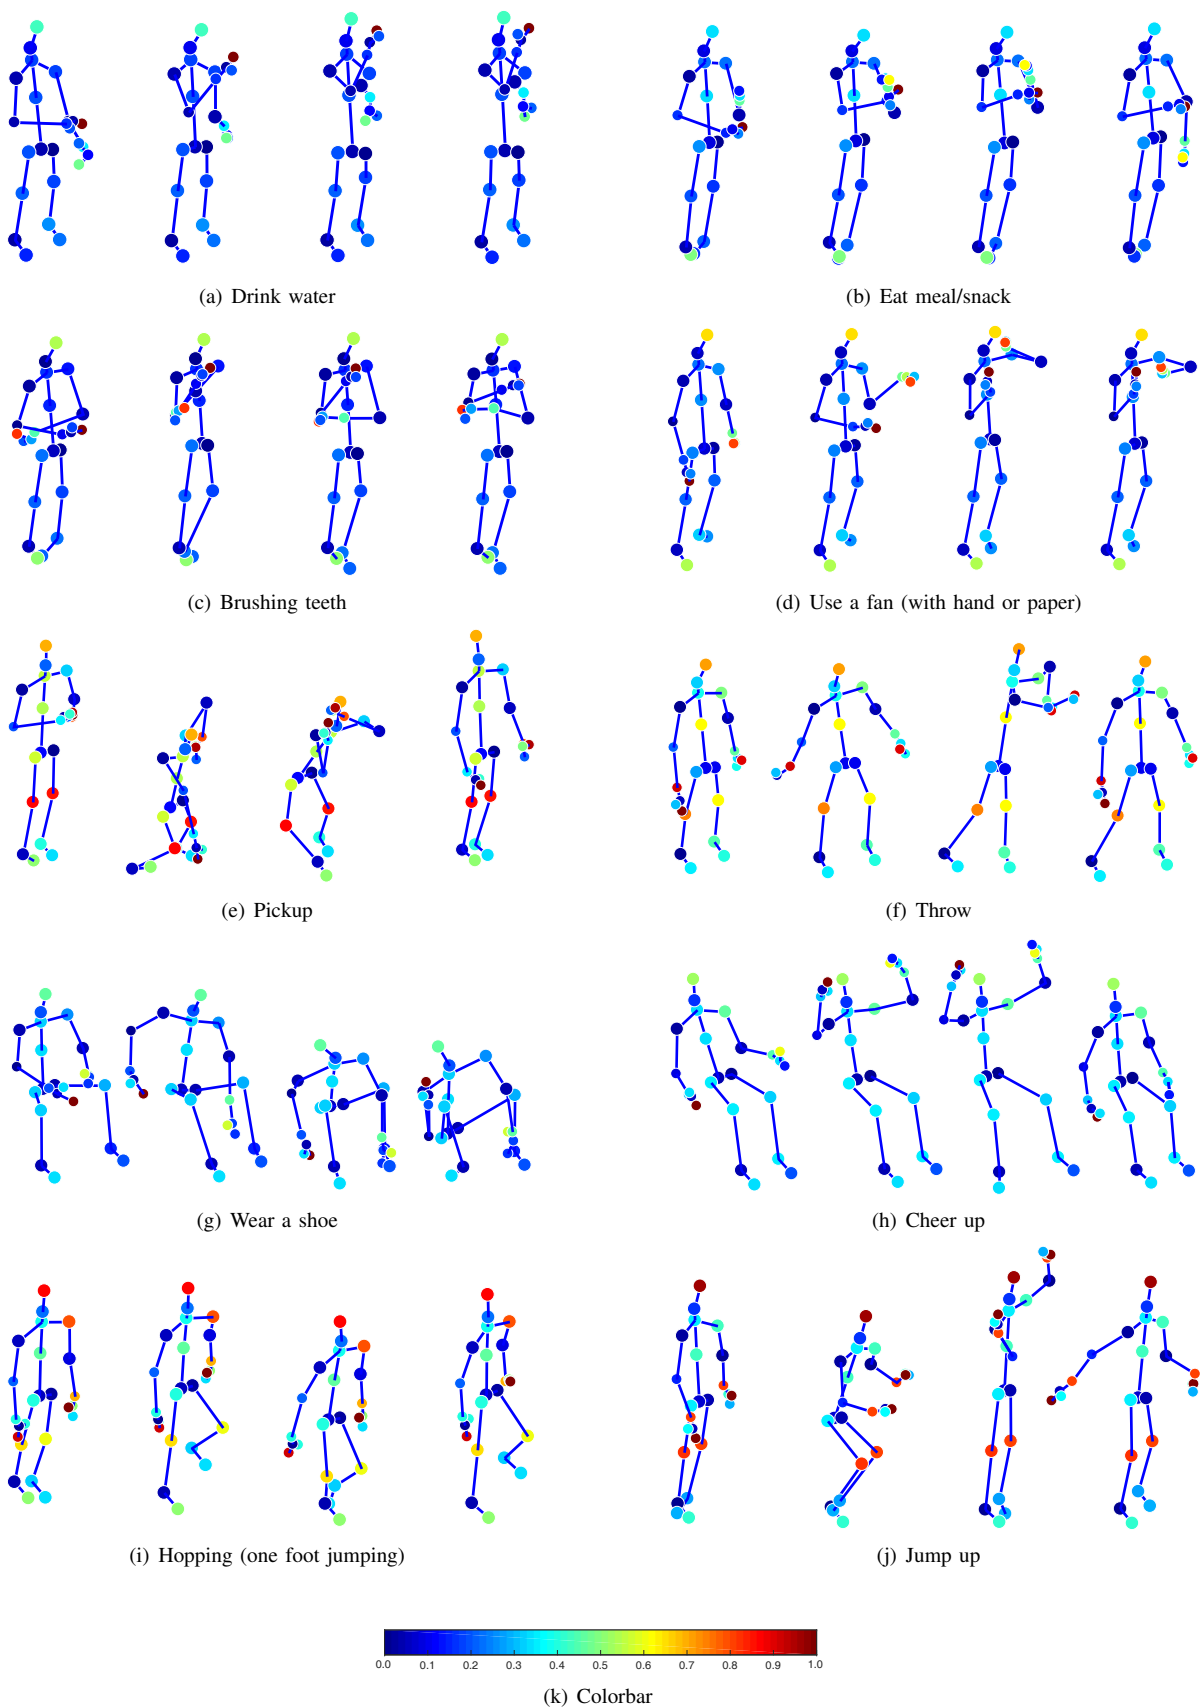 (a) Drink water
(b) Eat meal/snack
(c) Brushing teeth
(d) Use a fan (with hand or paper)
(e) Pickup
(f) Throw
(g) Wear a shoe
(h) Cheer up
(i) Hopping (one foot jumping)
(j) Jump up
0.0 0.1 0.2 0.3 0.4 0.5 0.6 0.7 0.8 0.9 1.0
(k) Colorbar